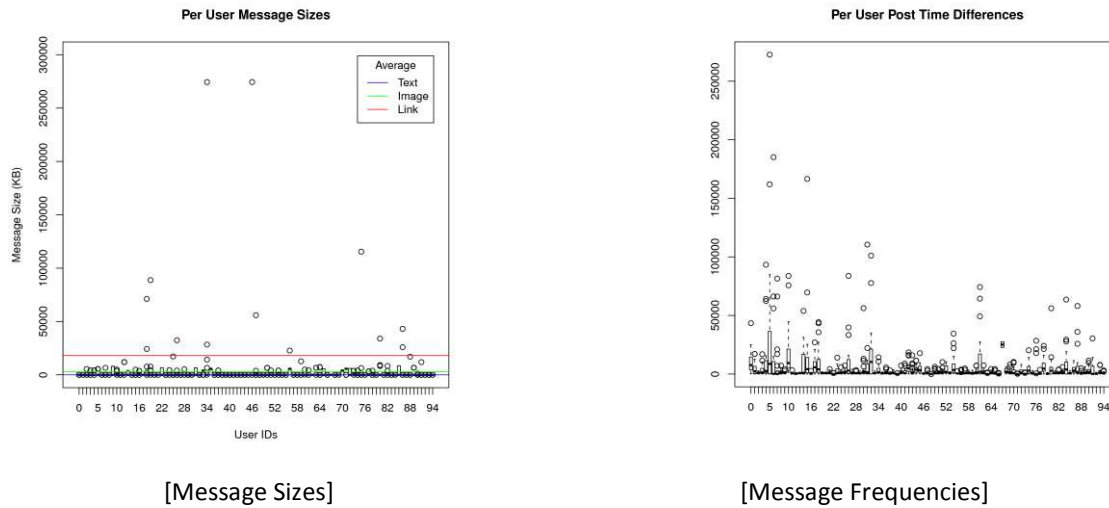 Per User Message Sizes
Message Size (KB)
300000
250000
200000
150000
100000
50000
0
Average
Text
Image
Link
0 5 10 16 22 28 34 40 46 52 58 64 70 76 82 88 94
User IDs
[Message Sizes]
Per User Post Time Differences
250000
200000
150000
100000
50000
0
0 5 10 16 22 28 34 40 46 52 58 64 70 76 82 88 94
[Message Frequencies]